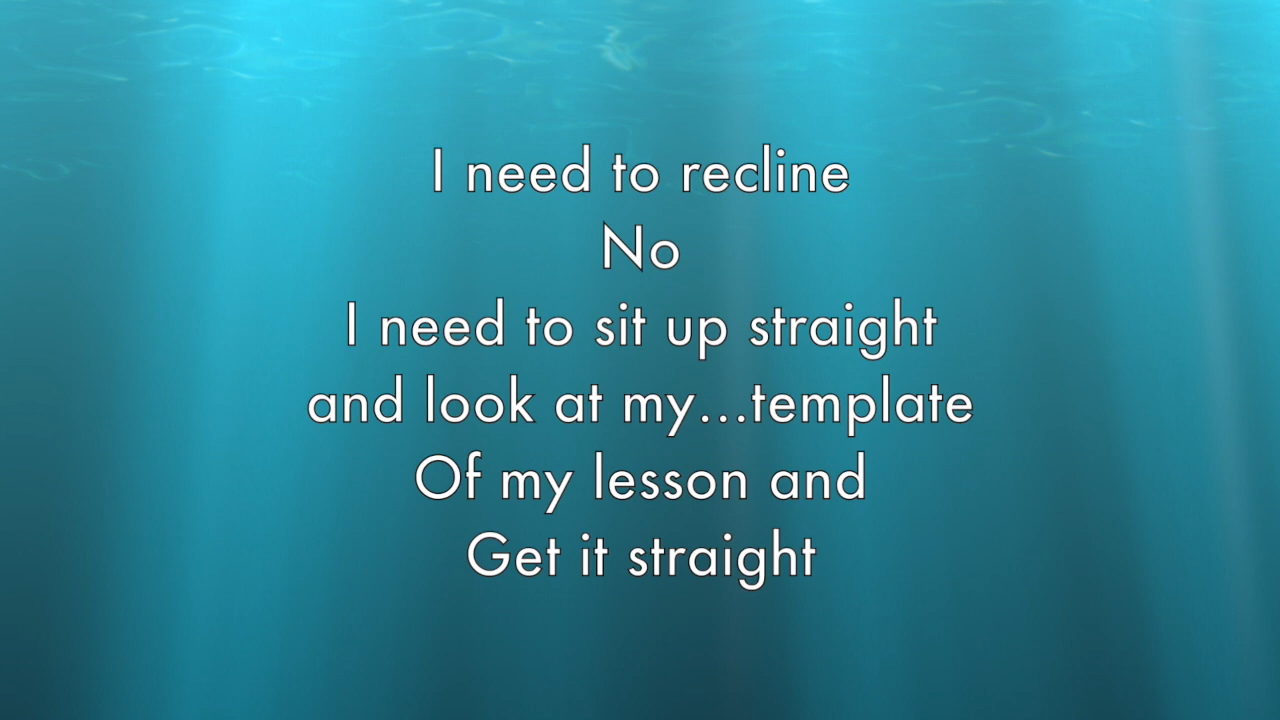 I need to recline
No
I need to sit up straight
and look at my...template
Of my lesson and
Get it straight